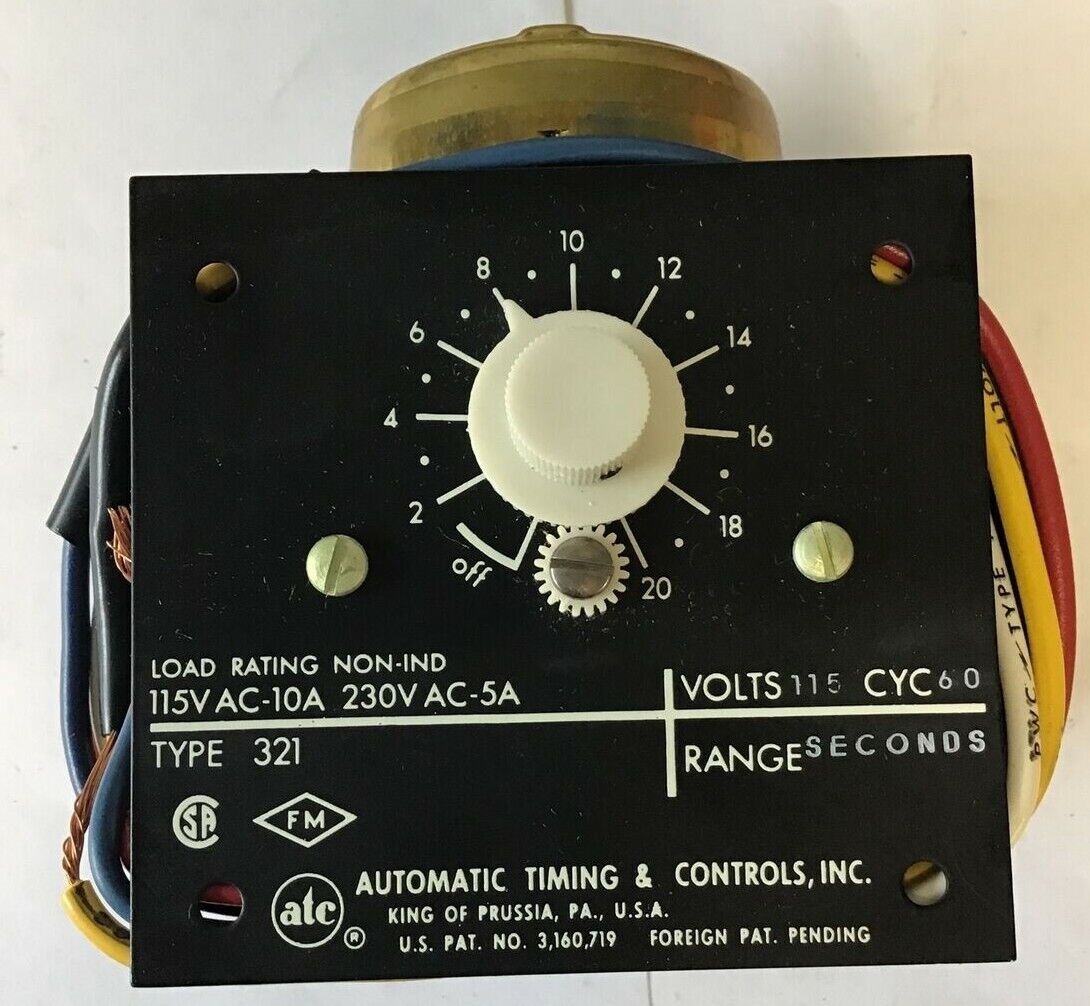 10
8 12
6 14
4 16
2 18
off 20
LOAD RATING NON-IND
115V AC-10A 230V AC-5A
VOLTS 115 CYC 60
TYPE 321
RANGE SECONDS
CSA FM
atc ® AUTOMATIC TIMING & CONTROLS, INC.
KING OF PRUSSIA, PA., U.S.A.
U.S. PAT. NO. 3,160,719 FOREIGN PAT. PENDING
TYPE